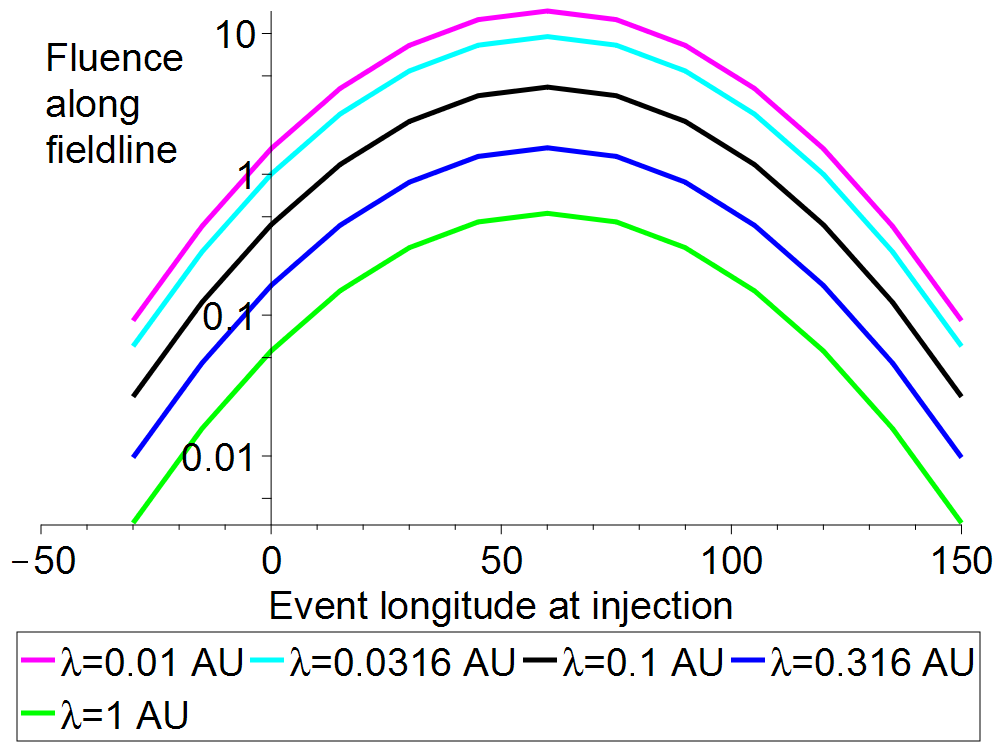 Fluence
along
fieldline
10
1
0.1
0.01
−50 0 50 100 150
Event longitude at injection
λ=0.01 AU λ=0.0316 AU λ=0.1 AU λ=0.316 AU
λ=1 AU